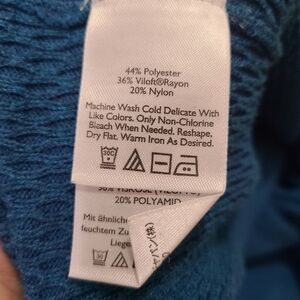 44% Polyester
36% Viloft®Rayon
20% Nylon
Machine Wash Cold Delicate With
Like Colors. Only Non-Chlorine
Bleach When Needed. Reshape,
Dry Flat. Warm Iron As Desired.
20% POLYAMID
Mit ähnlich
feuchtem Zu
Liege